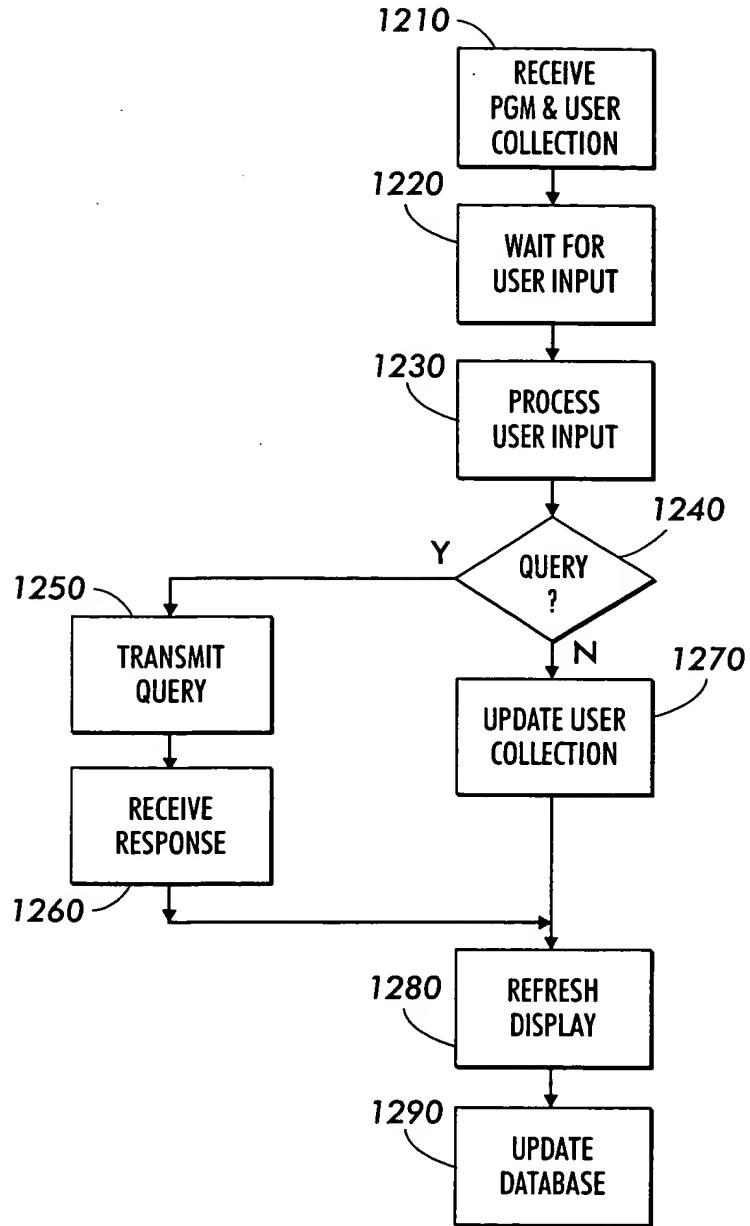 1210
RECEIVE
PGM & USER
COLLECTION
1220
WAIT FOR
USER INPUT
1230
PROCESS
USER INPUT
1240
QUERY
?
Y
N
1250
TRANSMIT
QUERY
1260
RECEIVE
RESPONSE
1270
UPDATE USER
COLLECTION
1280
REFRESH
DISPLAY
1290
UPDATE
DATABASE